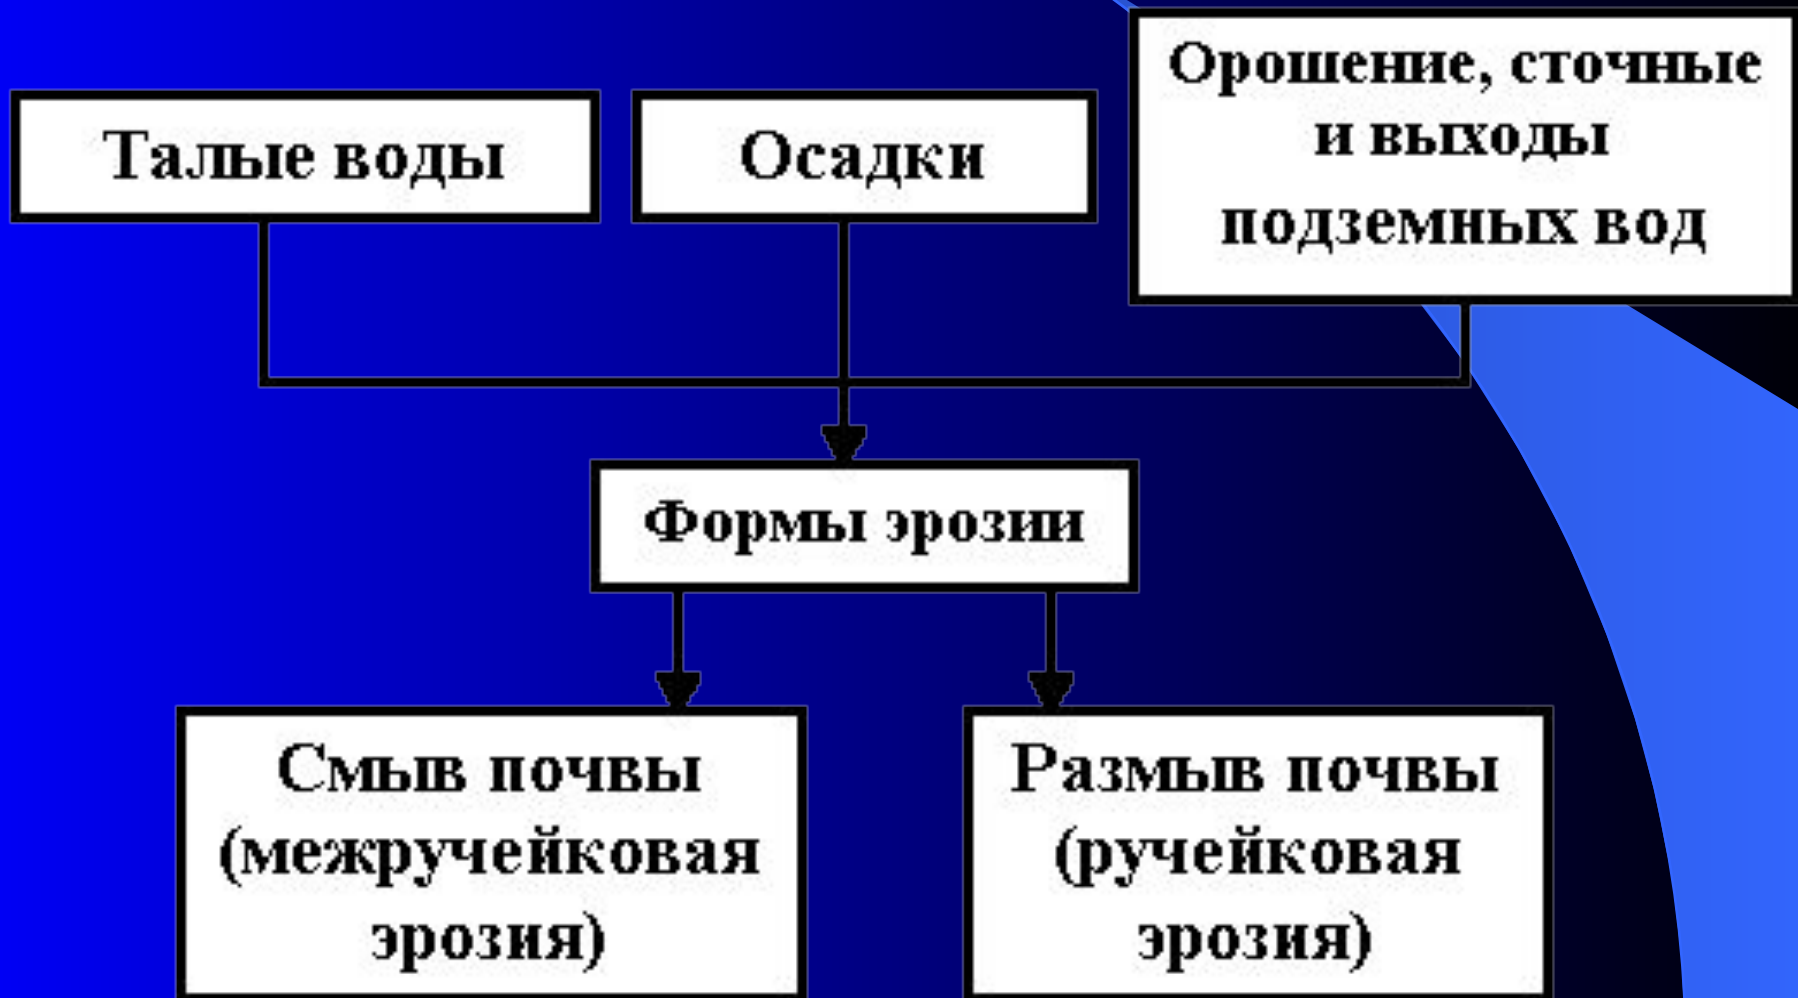 Талые воды
Осадки
Орошение, сточные
и выходы
подземных вод
Формы эрозии
Смыв почвы
(межручейковая
эрозия)
Размыв почвы
(ручейковая
эрозия)